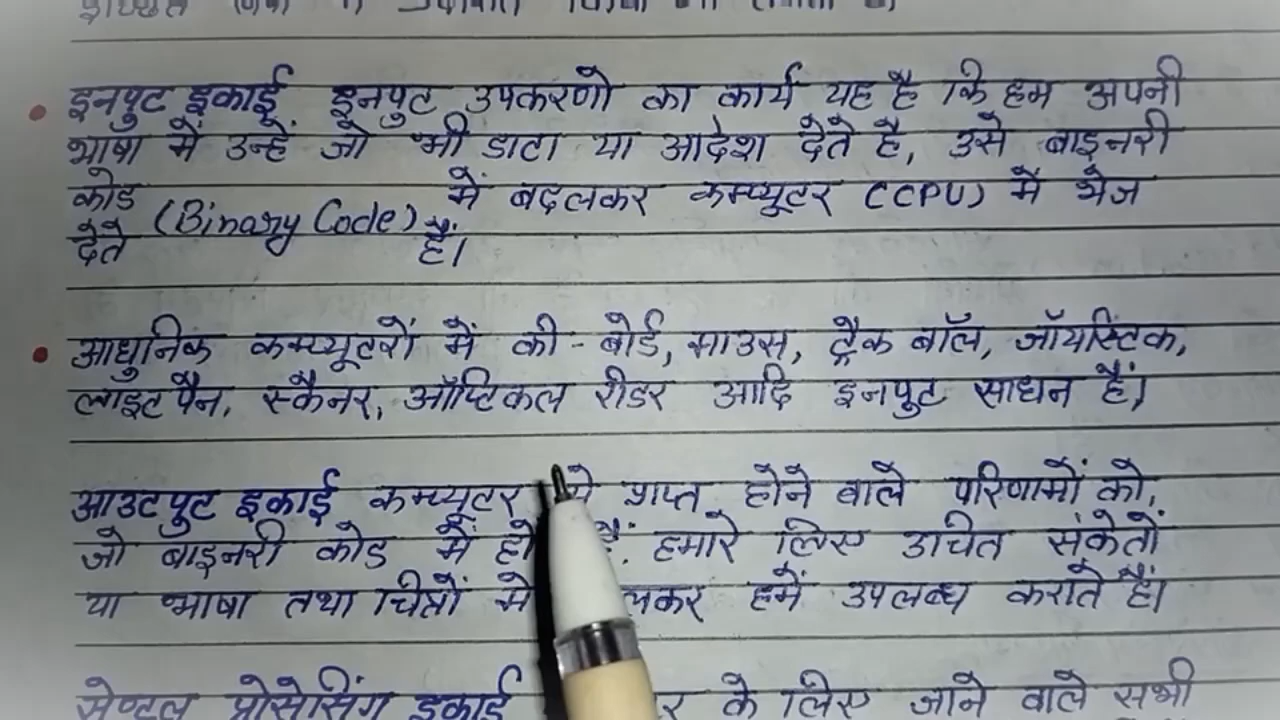 इनपुट इकाई इनपुट उपकरणो का कार्य यह है कि हम अपनी
भाषा में उन्हें जो भी डाटा या आदेश देते है, उसे बाइनरी
कोड (Binary Code) में बदलकर कम्प्यूटर (CPU) मे भेज
देते हैं।
आधुनिक कम्प्यूटरों में की-बोर्ड, माउस, ट्रैक बॉल, जॉयस्टिक,
लाइट पैन, स्कैनर, ऑप्टिकल रीडर आदि इनपुट साधन हैं।
आउटपुट इकाई कम्प्यूटर से प्राप्त होने वाले परिणामों को,
जो बाइनरी कोड में हैं. हमारे लिए उचित संकेतों
या भाषा तथा चित्रों मे हमें उपलब्ध कराते हैं।
सेण्ट्रल प्रोसेसिंग इकाई के लिए जाने वाले सभी